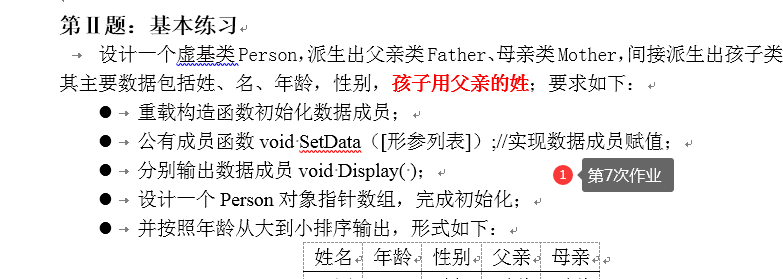 第Ⅱ题：基本练习
设计一个虚基类Person,派生出父亲类Father、母亲类Mother,间接派生出孩子类
其主要数据包括姓、名、年龄，性别，孩子用父亲的姓；要求如下：
● 重载构造函数初始化数据成员；
● 公有成员函数 void SetData（[形参列表]）;//实现数据成员赋值；
● 分别输出数据成员 void Display( )；
1 第7次作业
● 设计一个 Person 对象指针数组，完成初始化；
● 并按照年龄从大到小排序输出，形式如下：
姓名 年龄 性别 父亲 母亲